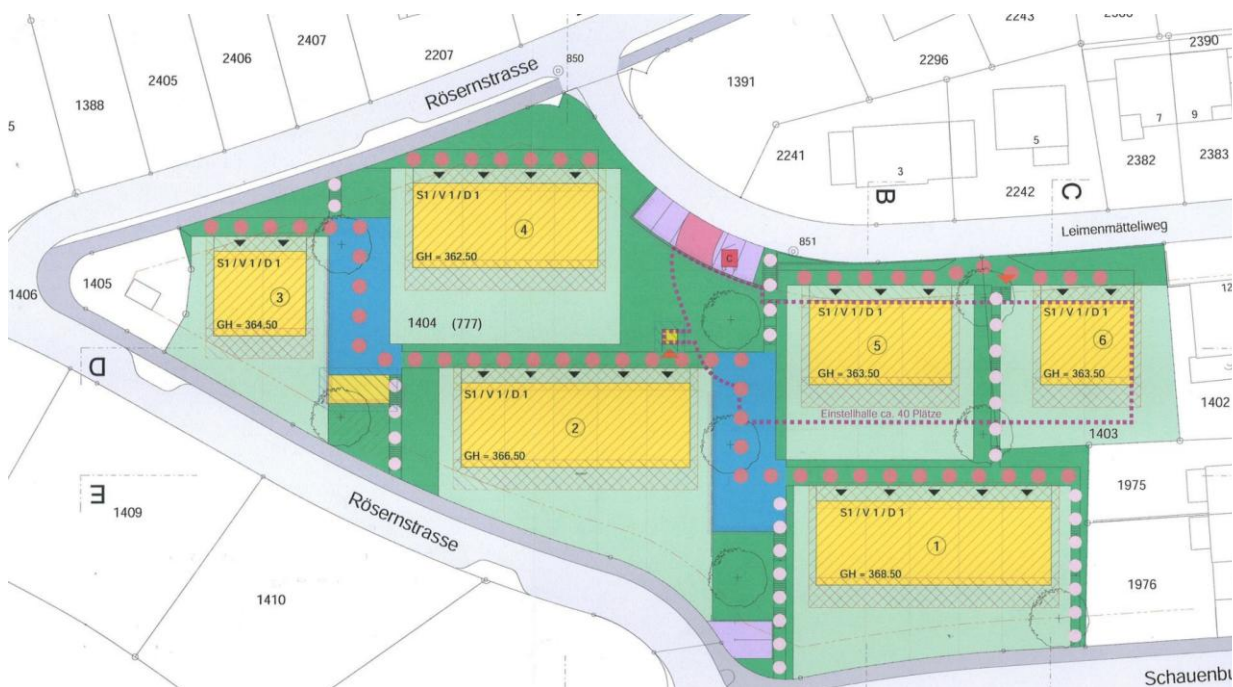 2407
2406
2405
1388
2207
Rösernstrasse
850
1391
2243
2296
2390
2241
3
5
7
9
2242
2382
2383
B
C
851
Leimenmätteliweg
S1 / V 1 / D 1
4
GH = 362.50
S1 / V 1 / D 1
3
GH = 364.50
1404 (777)
C
S1 / V 1 / D 1
5
GH = 363.50
S1 / V 1 / D 1
6
GH = 363.50
Einstellhalle ca. 40 Plätze
1403
1402
1405
1406
D
E
S1 / V 1 / D 1
2
GH = 366.50
S1 / V 1 / D 1
1
GH = 368.50
1975
1976
1409
1410
Rösernstrasse
Schauenbu